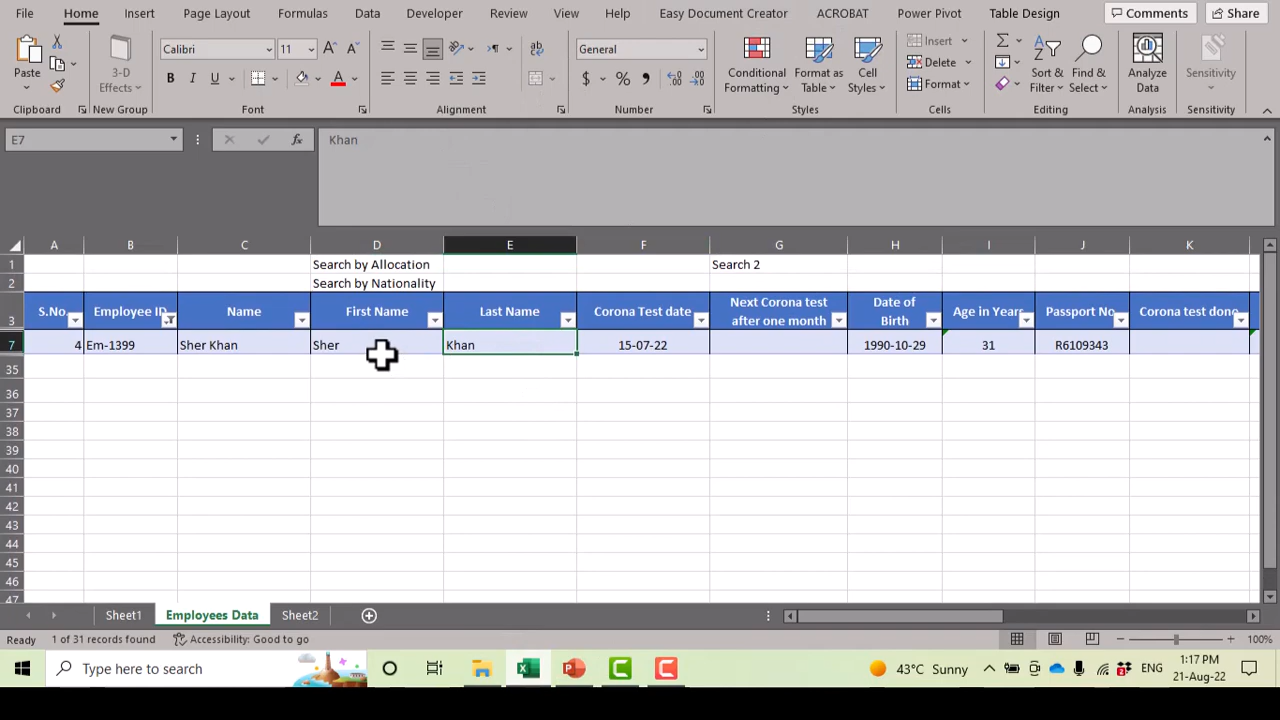 File Home Insert Page Layout Formulas Data Developer Review View Help Easy Document Creator ACROBAT Power Pivot Table Design Comments Share
Calibri 11 General Insert
Paste 3-D Effects Conditional Formatting Format as Table Cell Styles Delete Sort & Filter Find & Select Analyze Data Sensitivity
B I U A $ % Format
Clipboard New Group Font Alignment Number Styles Cells Editing Analysis Sensitivity
E7 fx Khan
A B C D E F G H I J K
1 Search by Allocation Search 2
2 Search by Nationality
3 S.No. Employee ID Name First Name Last Name Corona Test date Next Corona test after one month Date of Birth Age in Years Passport No Corona test done
7 4 Em-1399 Sher Khan Sher Khan 15-07-22 1990-10-29 31 R6109343
35
36
37
38
39
40
41
42
43
44
45
46
47
Sheet1 Employees Data Sheet2
Ready 1 of 31 records found Accessibility: Good to go 100%
Type here to search 43°C Sunny ENG 1:17 PM
21-Aug-22